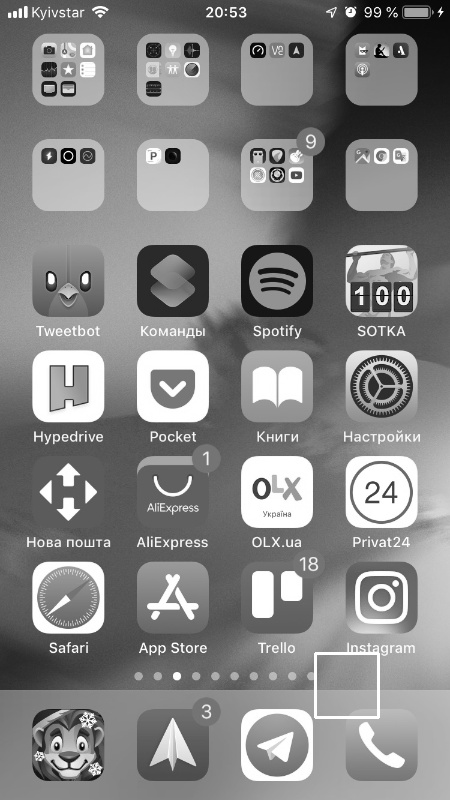 Kyivstar 20:53 99 %
9
Tweetbot Команды Spotify SOTKA
100
Hypedrive Pocket Книги Настройки
1
AliExpress
OLX
Україна
24
Нова пошта AliExpress OLX.ua Privat24
18
Safari App Store Trello Instagram
3